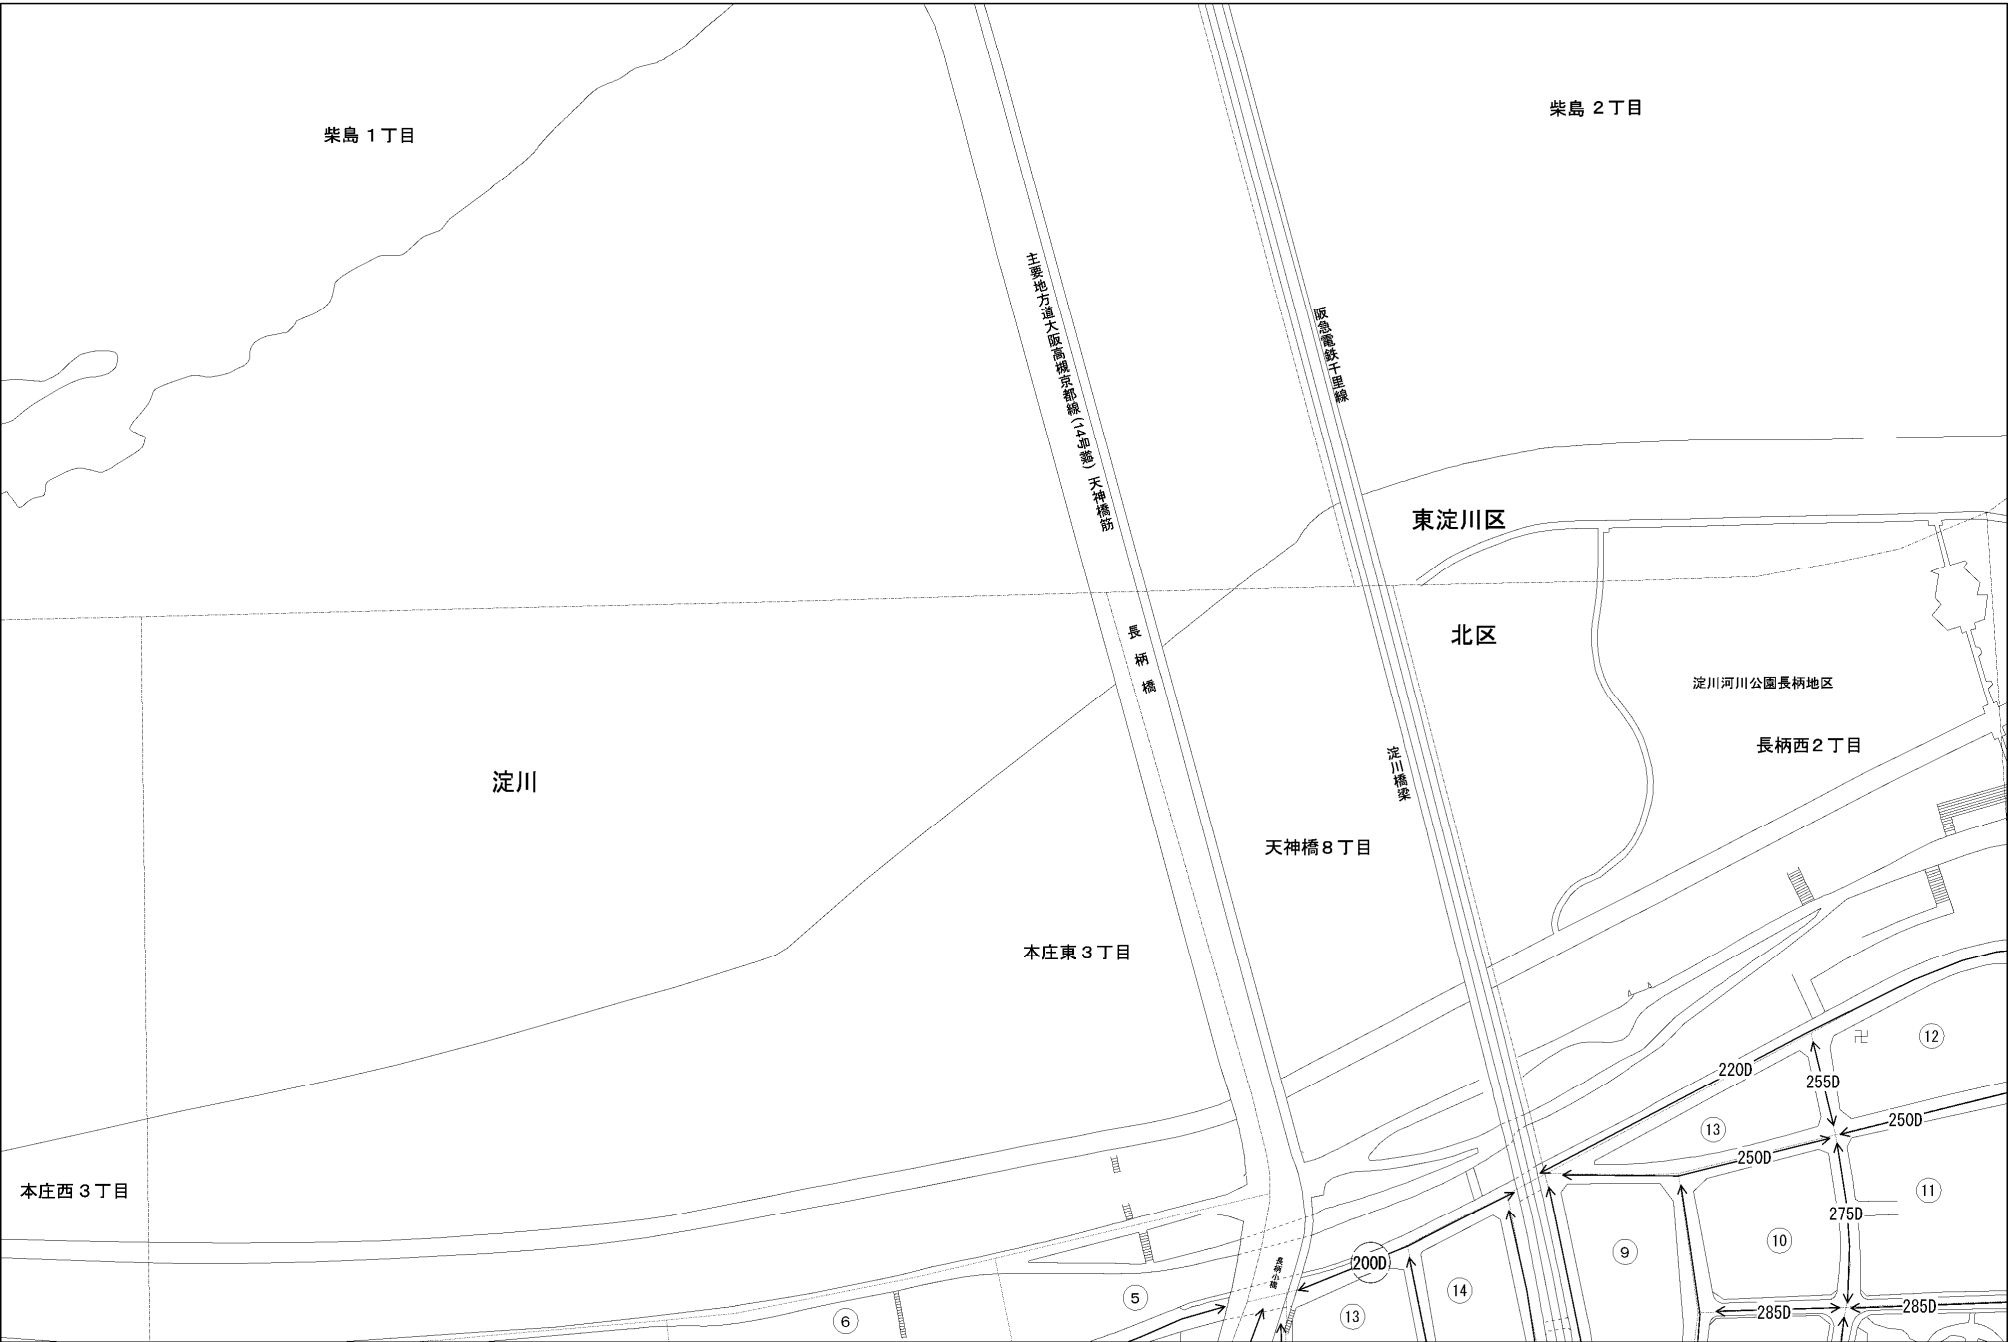 柴島１丁目
柴島２丁目
主要地方道大阪高槻京都線(14号線) 天神橋筋
阪急電鉄千里線
東淀川区
北区
長柄橋
淀川河川公園長柄地区
長柄西２丁目
淀川
淀川橋梁
天神橋８丁目
本庄東３丁目
卍
12
220D
255D
13
250D
250D
本庄西３丁目
11
275D
9
10
長柄小橋
200D
14
5
6
13
285D
285D